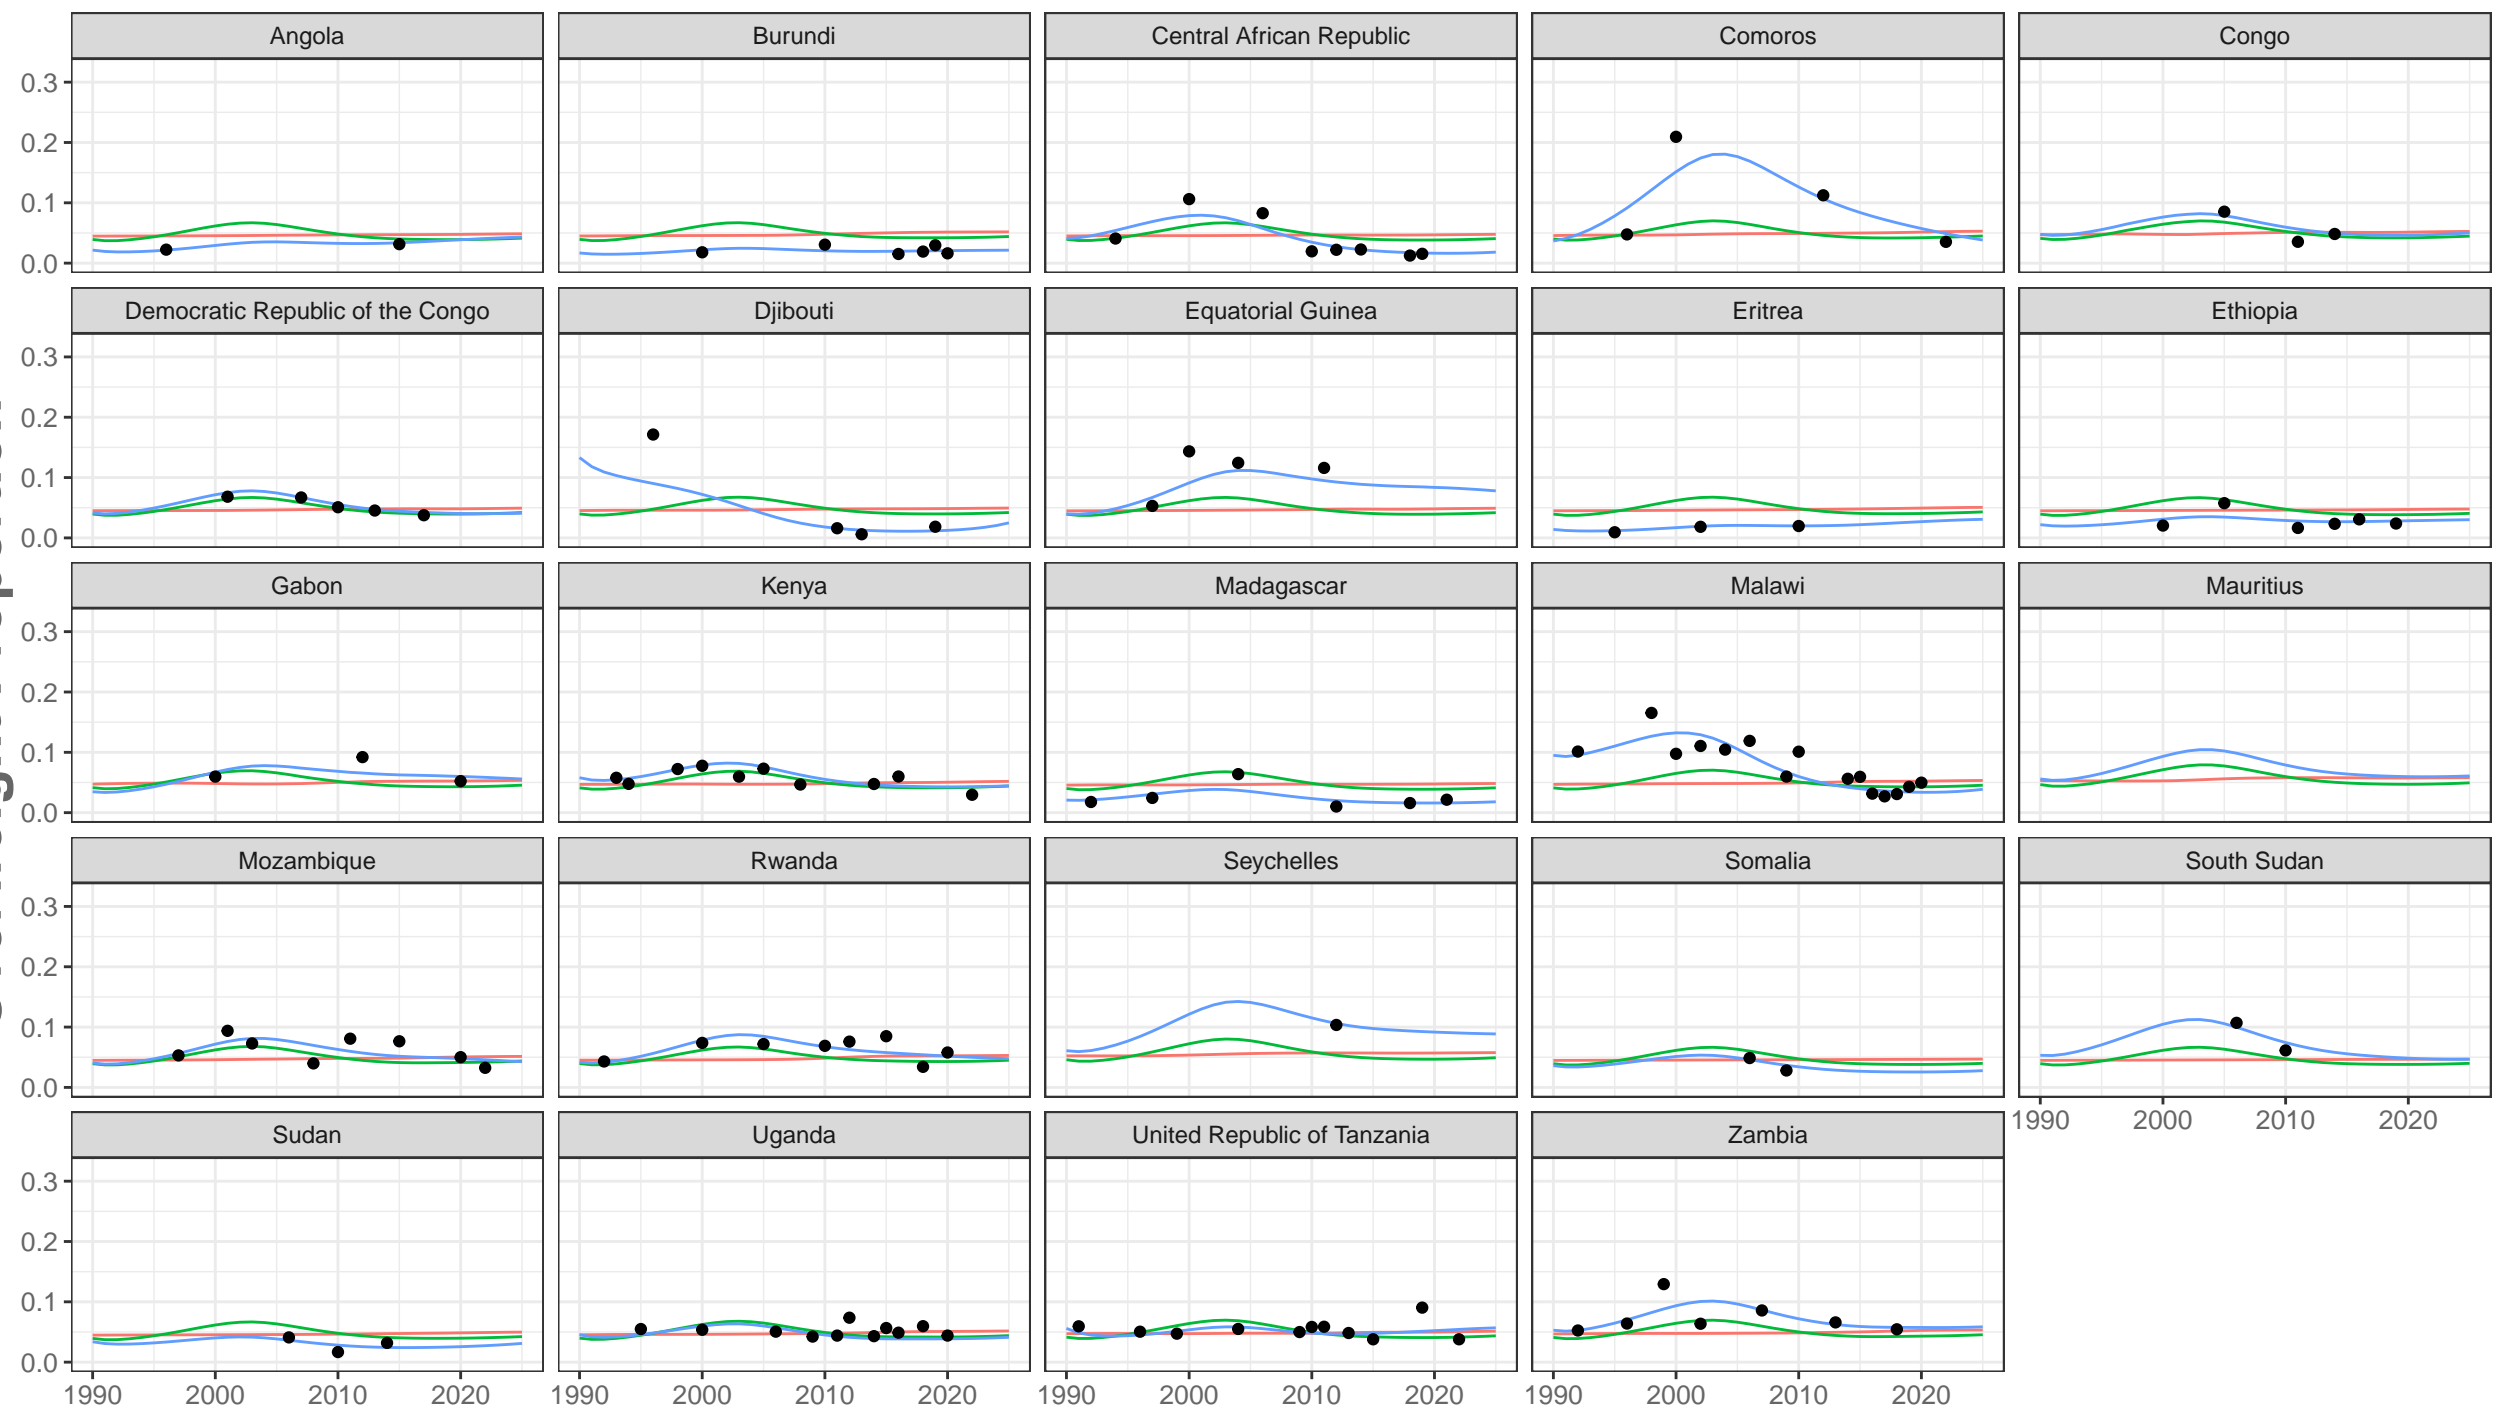 Angola Burundi Central African Republic Comoros Congo
0.3
0.2
0.1
0.0
Democratic Republic of the Congo Djibouti Equatorial Guinea Eritrea Ethiopia
0.3
0.2
0.1
0.0
Gabon Kenya Madagascar Malawi Mauritius
0.3
0.2
0.1
0.0
Mozambique Rwanda Seychelles Somalia South Sudan
0.3
0.2
0.1
0.0
1990 2000 2010 2020
Sudan Uganda United Republic of Tanzania Zambia
0.3
0.2
0.1
0.0
1990 2000 2010 2020 1990 2000 2010 2020 1990 2000 2010 2020 1990 2000 2010 2020